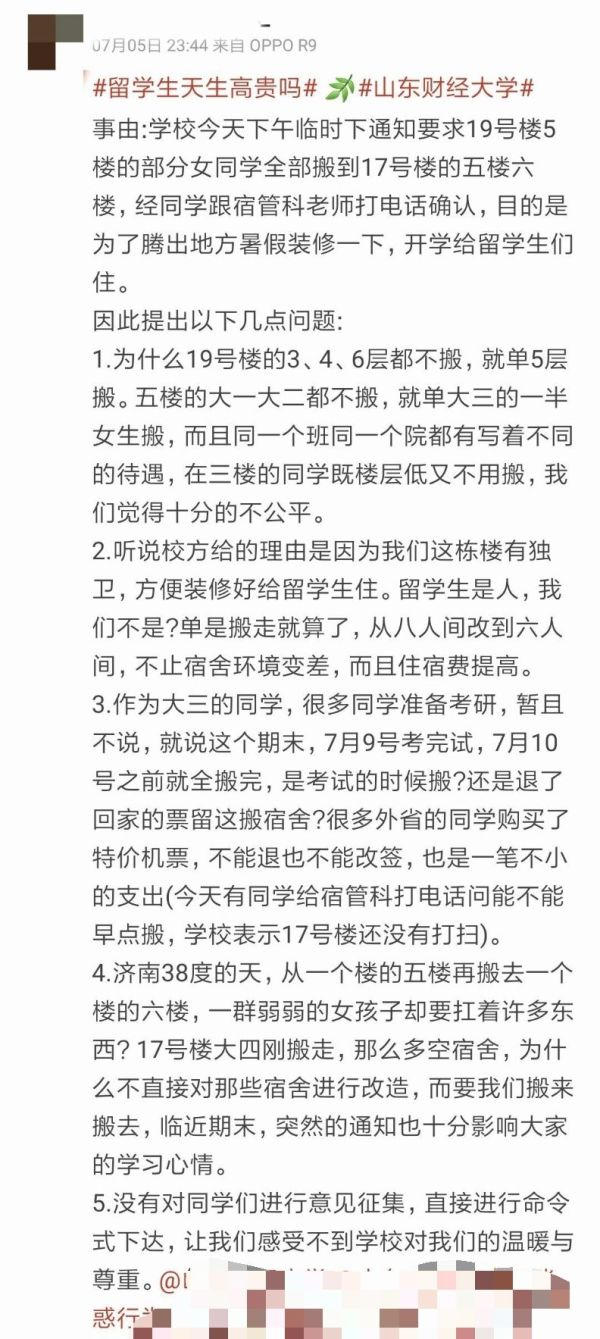 07月05日 23:44 来自 OPPO R9
#留学生天生高贵吗# #山东财经大学#
事由:学校今天下午临时下通知要求19号楼5
楼的部分女同学全部搬到17号楼的五楼六
楼，经同学跟宿管科老师打电话确认，目的是
为了腾出地方暑假装修一下，开学给留学生们
住。
因此提出以下几点问题:
1.为什么19号楼的3、4、6层都不搬，就单5层
搬。五楼的大一大二都不搬，就单大三的一半
女生搬，而且同一个班同一个院都有写着不同
的待遇，在三楼的同学既楼层低又不用搬，我
们觉得十分的不公平。
2.听说校方给的理由是因为我们这栋楼有独
卫，方便装修好给留学生住。留学生是人，我
们不是?单是搬走就算了，从八人间改到六人
间，不止宿舍环境变差，而且住宿费提高。
3.作为大三的同学，很多同学准备考研，暂且
不说，就说这个期末，7月9号考完试，7月10
号之前就全搬完，是考试的时候搬?还是退了
回家的票留这搬宿舍?很多外省的同学购买了
特价机票，不能退也不能改签，也是一笔不小
的支出(今天有同学给宿管科打电话问能不能
早点搬，学校表示17号楼还没有打扫)。
4.济南38度的天，从一个楼的五楼再搬去一个
楼的六楼，一群弱弱的女孩子却要扛着许多东
西？17号楼大四刚搬走，那么多空宿舍，为什
么不直接对那些宿舍进行改造，而要我们搬来
搬去，临近期末，突然的通知也十分影响大家
的学习心情。
5.没有对同学们进行意见征集，直接进行命令
式下达，让我们感受不到学校对我们的温暖与
尊重。@
惑行